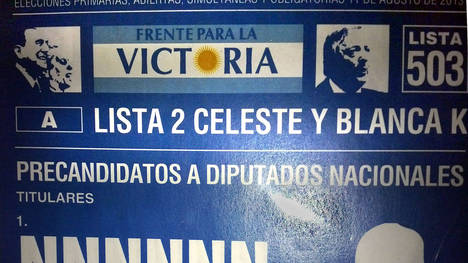 ELECCIONES PRIMARIAS, ABIERTAS, SIMULTANEAS Y OBLIGATORIAS 11 DE AGOSTO DE 2013
FRENTE PARA LA
VICTORIA
LISTA
503
A
LISTA 2 CELESTE Y BLANCA K
PRECANDIDATOS A DIPUTADOS NACIONALES
TITULARES
1.
NNNNNN